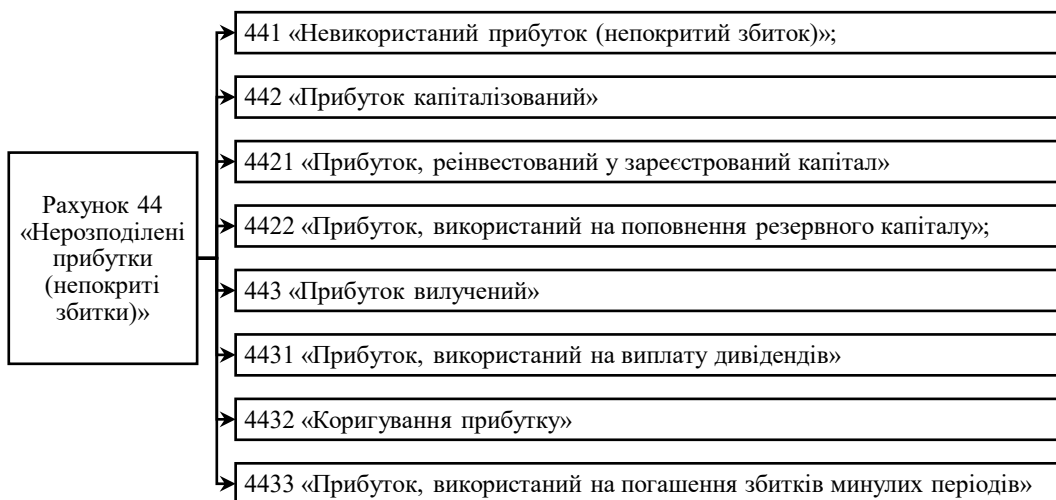 441 «Невикористаний прибуток (непокритий збиток)»;
442 «Прибуток капіталізований»
4421 «Прибуток, реінвестований у зареєстрований капітал»
Рахунок 44
«Нерозподілені
прибутки
(непокриті
збитки)»
4422 «Прибуток, використаний на поповнення резервного капіталу»;
443 «Прибуток вилучений»
4431 «Прибуток, використаний на виплату дивідендів»
4432 «Коригування прибутку»
4433 «Прибуток, використаний на погашення збитків минулих періодів»